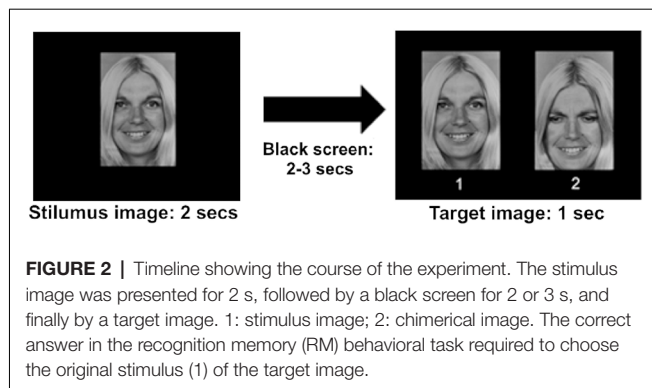 Black screen:
2-3 secs
1 2
Stilumus image: 2 secs
Target image: 1 sec
FIGURE 2 | Timeline showing the course of the experiment. The stimulus
image was presented for 2 s, followed by a black screen for 2 or 3 s, and
finally by a target image. 1: stimulus image; 2: chimerical image. The correct
answer in the recognition memory (RM) behavioral task required to choose
the original stimulus (1) of the target image.